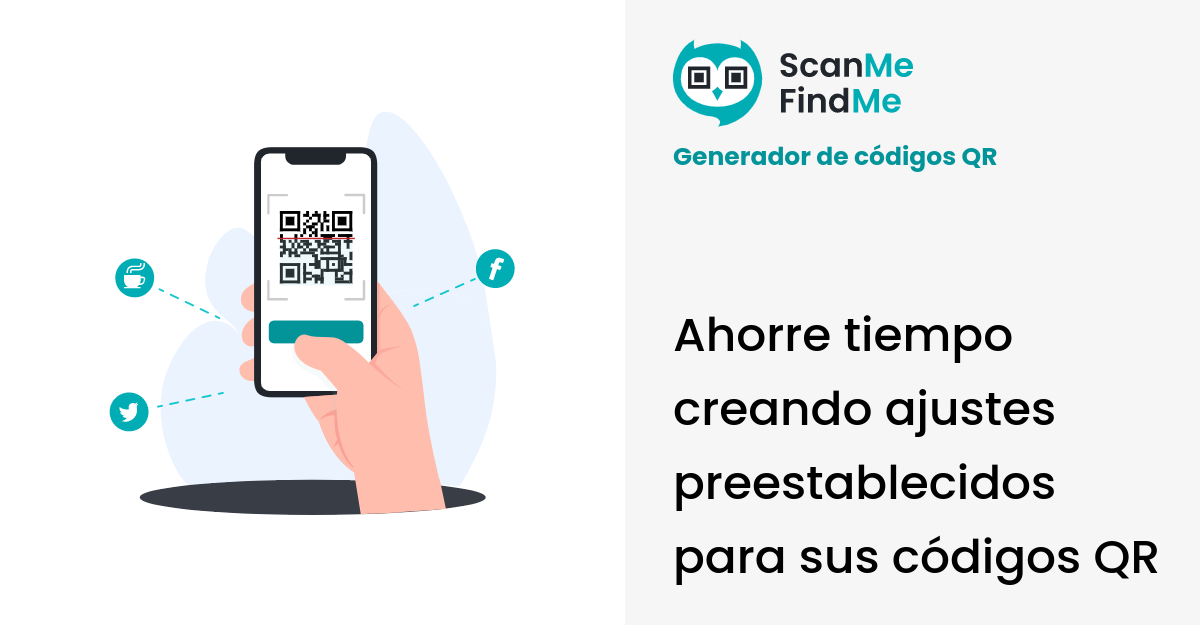 ScanMe
FindMe
Generador de códigos QR
Ahorre tiempo
creando ajustes
preestablecidos
para sus códigos QR